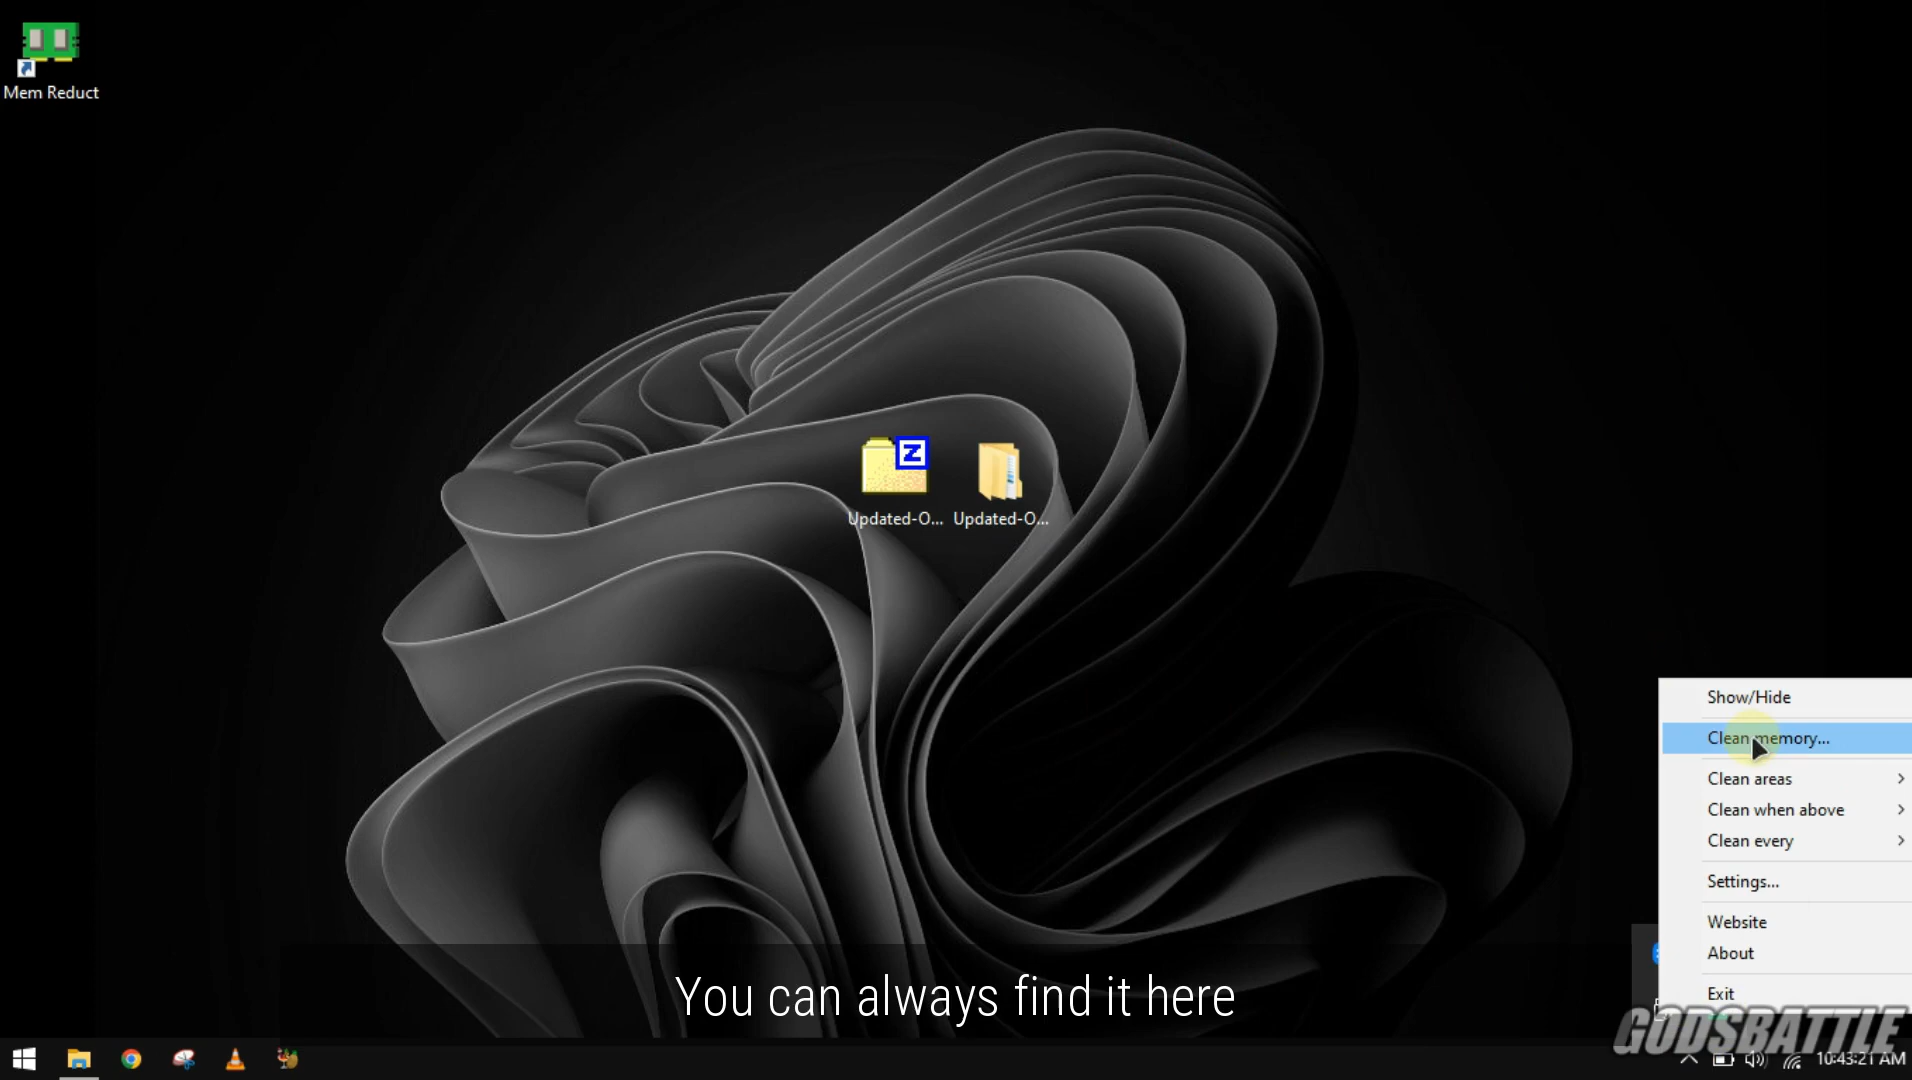 Mem Reduct
Z
Updated-O...
Updated-O...
Show/Hide
Clean memory...
Clean areas
Clean when above
Clean every
Settings...
Website
About
Exit
You can always find it here
GODSBATTLE
10:43:21 AM